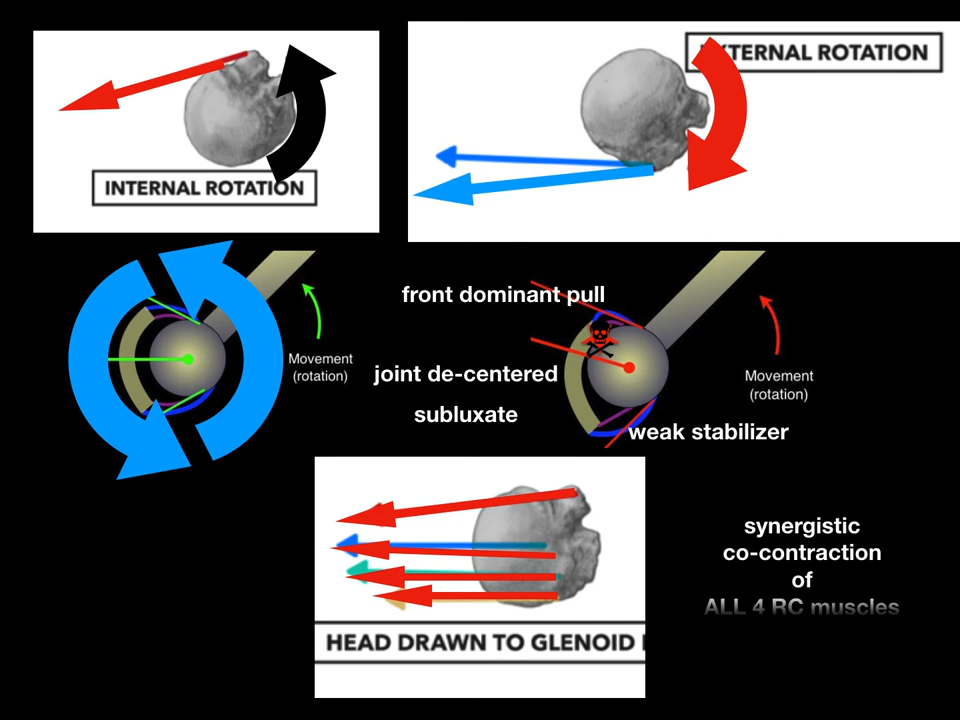 INTERNAL ROTATION
EXTERNAL ROTATION
front dominant pull
Movement
(rotation)
joint de-centered
subluxate
Movement
(rotation)
weak stabilizer
HEAD DRAWN TO GLENOID
synergistic
co-contraction
of
ALL 4 RC muscles